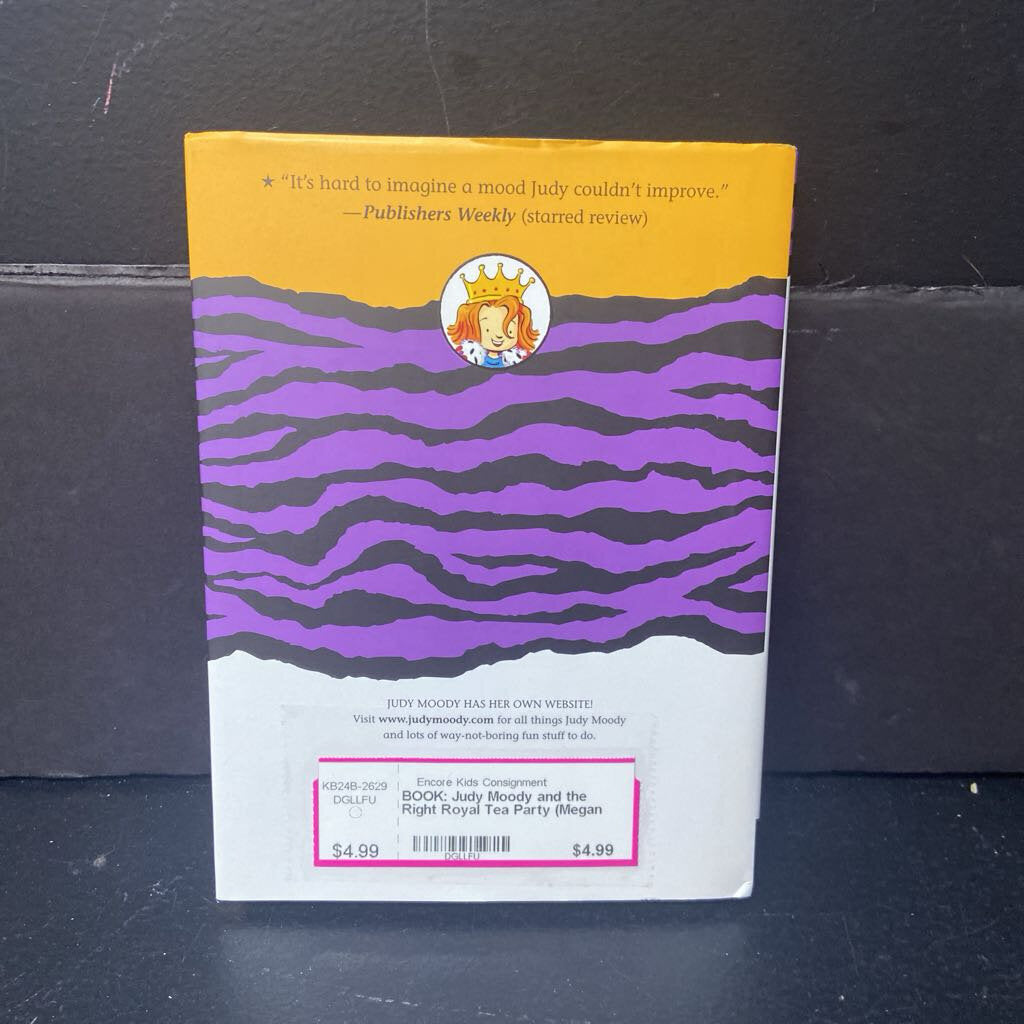 ★ “It’s hard to imagine a mood Judy couldn’t improve.”
—Publishers Weekly (starred review)
JUDY MOODY HAS HER OWN WEBSITE!
Visit www.judymoody.com for all things Judy Moody
and lots of way-not-boring fun stuff to do.
KB24B-2629
DGLLFU
$4.99
Encore Kids Consignment
BOOK: Judy Moody and the
Right Royal Tea Party (Megan
DGLLFU
$4.99